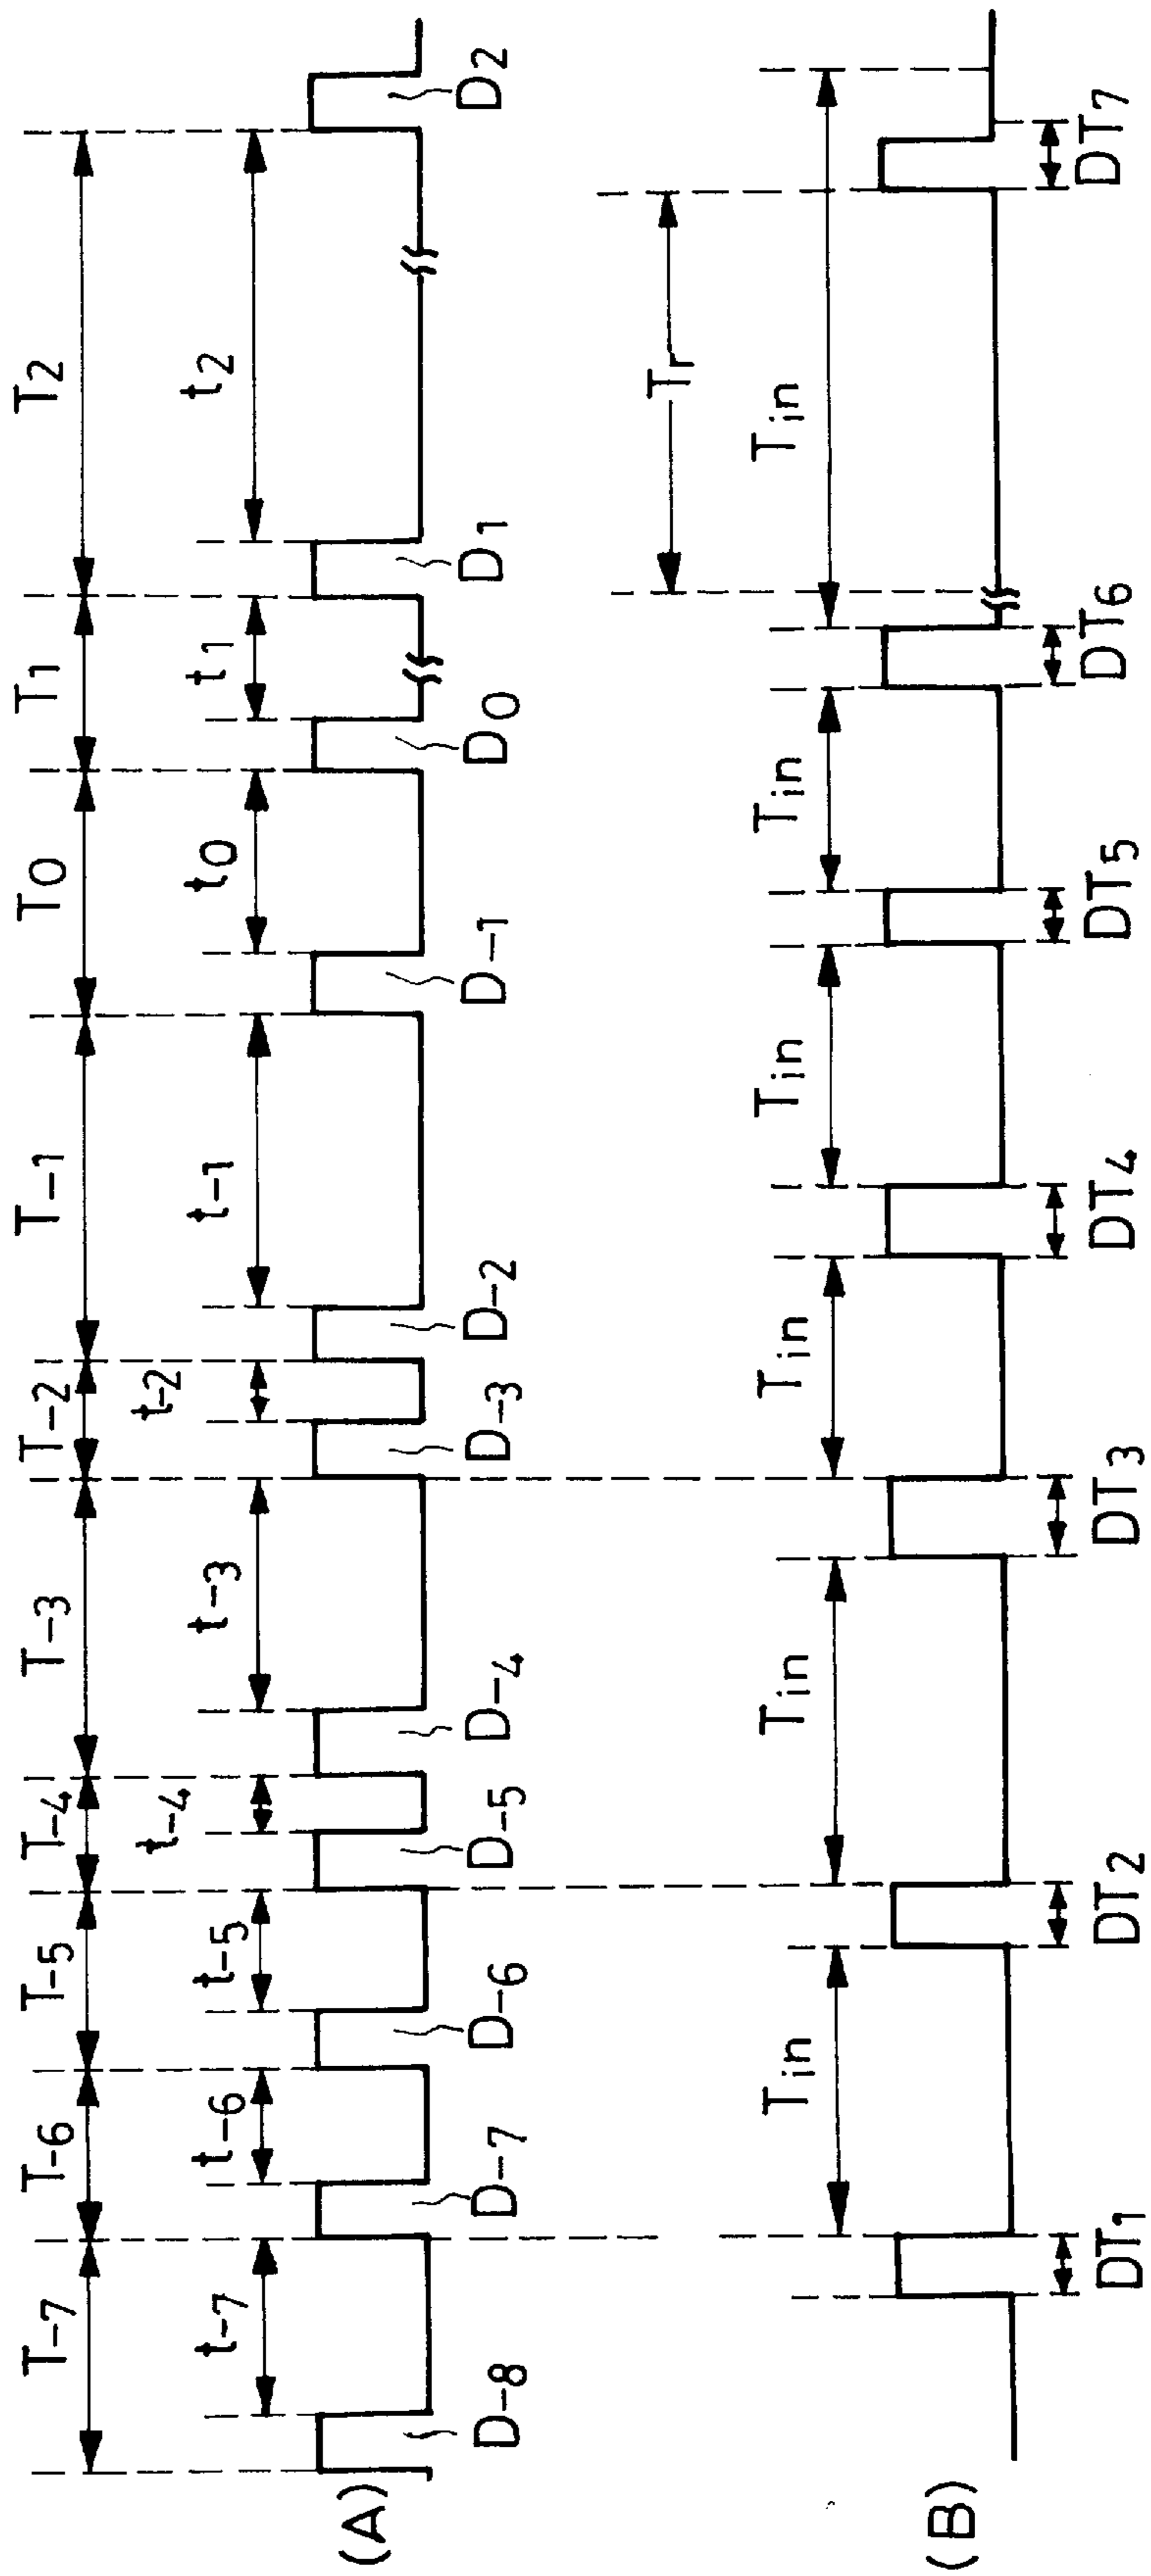 T-7 T-6 T-5 T-4 T-3 T-2 T-1 T0 T1 T2
t-7 t-6 t-5 t-4 t-3 t-2 t-1 t0 t1 t2
(A)
D-8 D-7 D-6 D-5 D-4 D-3 D-2 D-1 D0 D1 D2
Tr
Tin Tin Tin Tin Tin Tin Tin
(B)
DT1 DT2 DT3 DT4 DT5 DT6 DT7